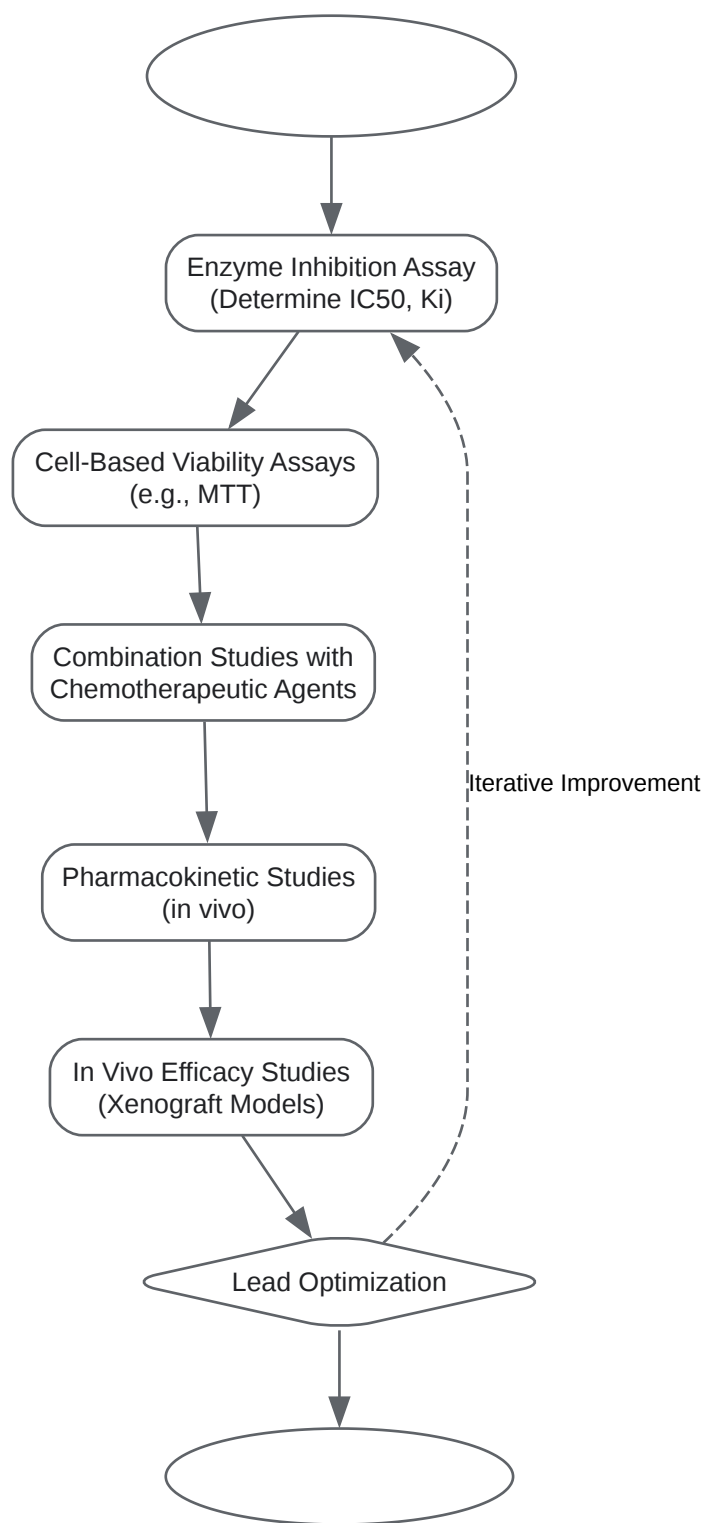 Enzyme Inhibition Assay
(Determine IC50, Ki)
Cell-Based Viability Assays
(e.g., MTT)
Combination Studies with
Chemotherapeutic Agents
Iterative Improvement
Pharmacokinetic Studies
(in vivo)
In Vivo Efficacy Studies
(Xenograft Models)
Lead Optimization